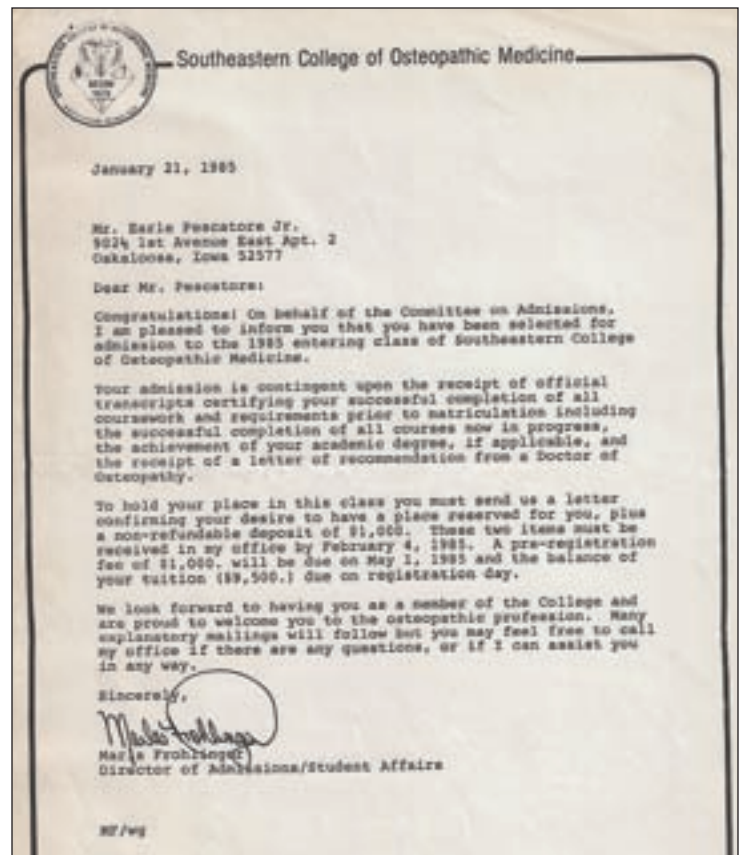 Southeastern College of Osteopathic Medicine
January 21, 1985
Mr. Earle Pescatore Jr.
902½ 1st Avenue East Apt. 2
Oskaloosa, Iowa 52577
Dear Mr. Pescatore:
Congratulations! On behalf of the Committee on Admissions,
I am pleased to inform you that you have been selected for
admission to the 1985 entering class of Southeastern College
of Osteopathic Medicine.
Your admission is contingent upon the receipt of official
transcripts certifying your successful completion of all
coursework and requirements prior to matriculation including
the successful completion of all courses now in progress,
the achievement of your academic degree, if applicable, and
the receipt of a letter of recommendation from a Doctor of
Osteopathy.
To hold your place in this class you must send us a letter
confirming your desire to have a place reserved for you, plus
a non-refundable deposit of $1,000. These two items must be
received in my office by February 4, 1985. A pre-registration
fee of $1,000. will be due on May 1, 1985 and the balance of
your tuition ($9,500.) due on registration day.
We look forward to having you as a member of the College and
are proud to welcome you to the osteopathic profession. Many
explanatory mailings will follow but you may feel free to call
my office if there are any questions, or if I can assist you
in any way.
Sincerely,
Marla Frohlinger
Marla Frohlinger
Director of Admissions/Student Affairs
MF/wg